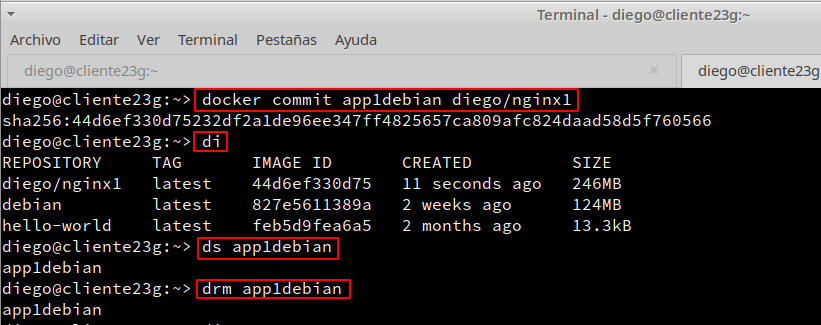 Terminal - diego@cliente23g:~
Archivo Editar Ver Terminal Pestañas Ayuda
diego@cliente23g:~ × diego@cliente23g
diego@cliente23g:~> docker commit app1debian diego/nginx1
sha256:44d6ef330d75232df2a1de96ee347ff4825657ca809afc824daad58d5f760566
diego@cliente23g:~> di
REPOSITORY TAG IMAGE ID CREATED SIZE
diego/nginx1 latest 44d6ef330d75 11 seconds ago 246MB
debian latest 827e5611389a 2 weeks ago 124MB
hello-world latest feb5d9fea6a5 2 months ago 13.3kB
diego@cliente23g:~> ds app1debian
app1debian
diego@cliente23g:~> drm app1debian
app1debian